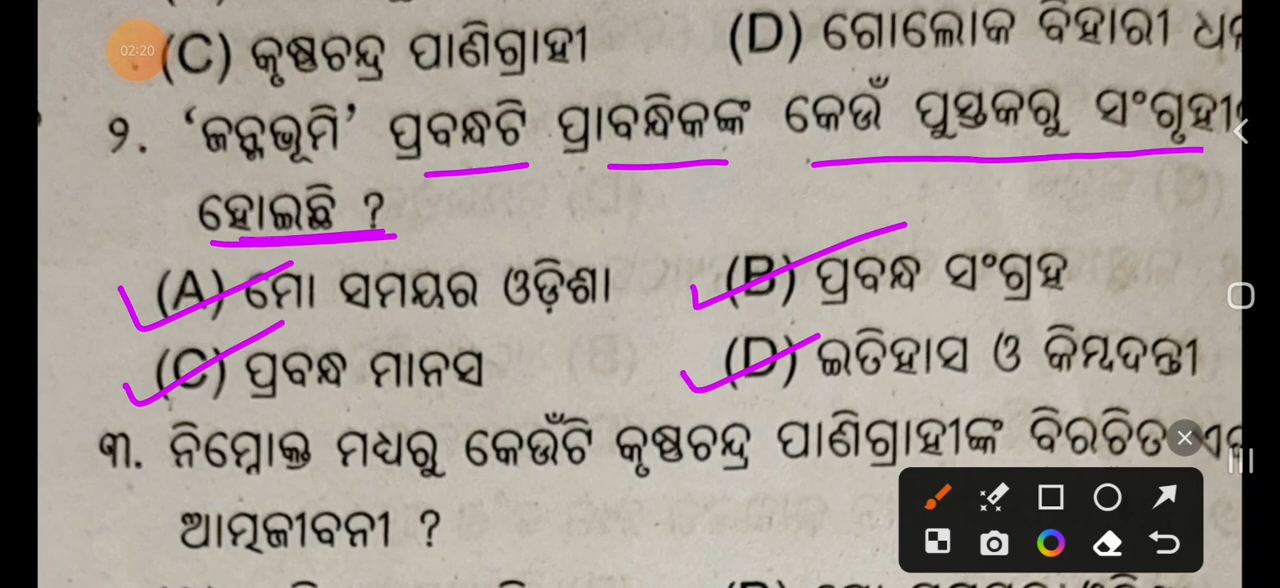 02:20
(C) କୃଷ୍ଣଚନ୍ଦ୍ର ପାଣିଗ୍ରାହୀ (D) ଗୋଲୋକ ବିହାରୀ
୨. ‘ଜନ୍ମଭୂମି’ ପ୍ରବନ୍ଧଟି ପ୍ରାବନ୍ଧିକଙ୍କ କେଉଁ ପୁସ୍ତକରୁ
ହୋଇଛି ?
(A) ମୋ ସମୟର ଓଡ଼ିଶା (B) ପ୍ରବନ୍ଧ ସଂଗ୍ରହ
(C) ପ୍ରବନ୍ଧ ମାନସ (D) ଇତିହାସ ଓ କିମ୍ବଦନ୍ତୀ
୩. ନିମ୍ନୋକ୍ତ ମଧ୍ୟରୁ କେଉଁଟି କୃଷ୍ଣଚନ୍ଦ୍ର ପାଣିଗ୍ରାହୀଙ୍କ ବିରଚିତ
ଆତ୍ମଜୀବନୀ ?